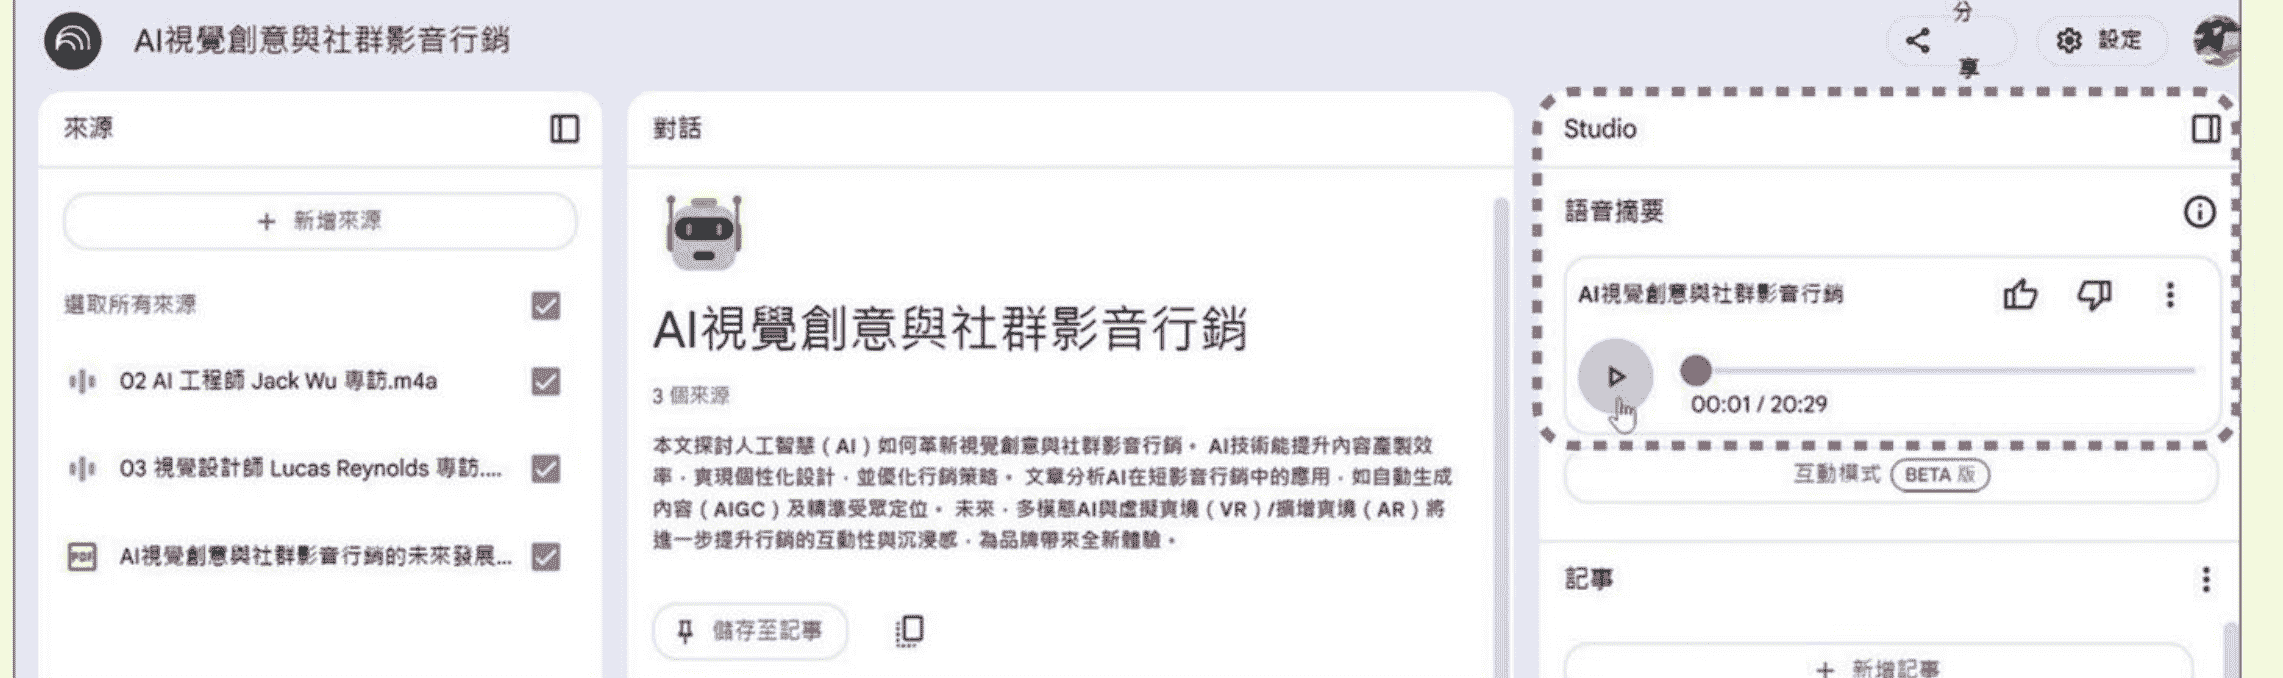 AI視覺創意與社群影音行銷
分享
設定
來源
+ 新增來源
選取所有來源
02 AI 工程師 Jack Wu 專訪.m4a
03 視覺設計師 Lucas Reynolds 專訪....
PDF
AI視覺創意與社群影音行銷的未來發展...
對話
AI視覺創意與社群影音行銷
3 個來源
本文探討人工智慧（AI）如何革新視覺創意與社群影音行銷。 AI技術能提升內容產製效
率，實現個性化設計，並優化行銷策略。 文章分析AI在短影音行銷中的應用，如自動生成
內容（AIGC）及精準受眾定位。 未來，多模態AI與虛擬實境（VR）/擴增實境（AR）將
進一步提升行銷的互動性與沉浸感，為品牌帶來全新體驗。
儲存至記事
Studio
語音摘要
AI視覺創意與社群影音行銷
00:01 / 20:29
互動模式 BETA 版
記事
+ 新增記事